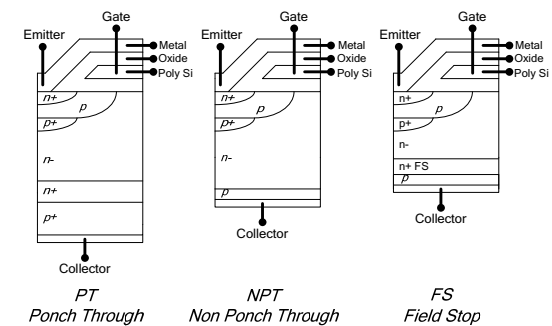 Gate
Emitter
Metal
Oxide
Poly Si
n+
p
p+
n-
n+
p+
Collector
PT
Ponch Through
Gate
Emitter
Metal
Oxide
Poly Si
n+
p
p+
n-
p
Collector
NPT
Non Ponch Through
Gate
Emitter
Metal
Oxide
Poly Si
n+
p
p+
n-
n+ FS
p
Collector
FS
Field Stop